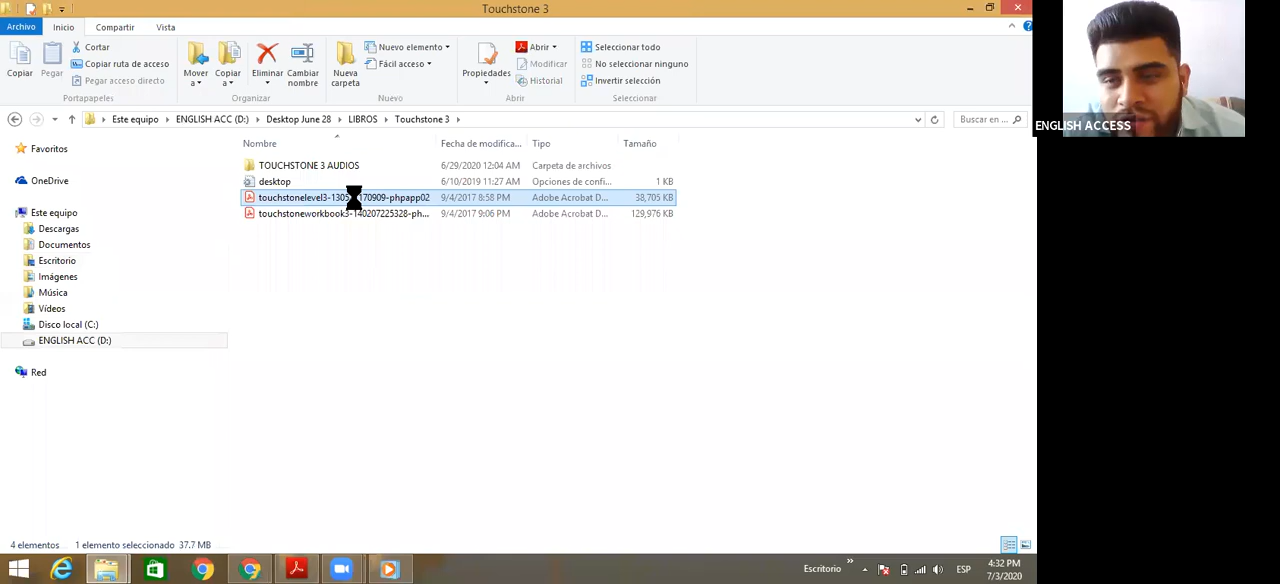 Touchstone 3
Archivo Inicio Compartir Vista
Copiar
Pegar
Cortar
Copiar ruta de acceso
Pegar acceso directo
Portapapeles
Mover a
Copiar a
Eliminar
Cambiar nombre
Organizar
Nueva carpeta
Nuevo elemento
Fácil acceso
Nuevo
Propiedades
Abrir
Modificar
Historial
Abrir
Seleccionar todo
No seleccionar ninguno
Invertir selección
Seleccionar
ENGLISH ACCESS
Este equipo ENGLISH ACC (D:) Desktop June 28 LIBROS Touchstone 3
Buscar en ...
Nombre Fecha de modifica... Tipo Tamaño
TOUCHSTONE 3 AUDIOS 6/29/2020 12:04 AM Carpeta de archivos
desktop 6/10/2019 11:27 AM Opciones de confi... 1 KB
touchstonelevel3-1305 170909-phpapp02 9/4/2017 8:58 PM Adobe Acrobat D... 38,705 KB
touchstoneworkbook3-140207225328-ph... 9/4/2017 9:06 PM Adobe Acrobat D... 129,976 KB
Favoritos
OneDrive
Este equipo
Descargas
Documentos
Escritorio
Imágenes
Música
Vídeos
Disco local (C:)
ENGLISH ACC (D:)
Red
4 elementos 1 elemento seleccionado 37.7 MB
Escritorio
ESP
4:32 PM
7/3/2020